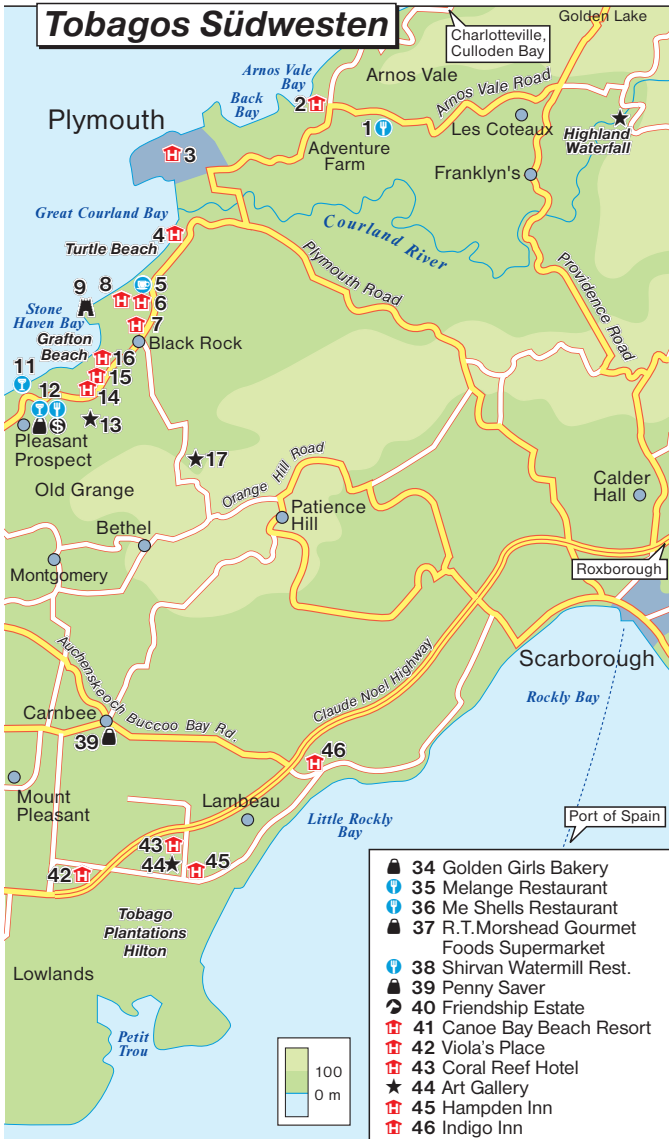 Tobagos Südwesten
Golden Lake
Charlotteville,
Culloden Bay
Arnos Vale
Bay
Arnos Vale
Back
Bay
Arnos Vale Road
2
Plymouth
1
Les Coteaux
Highland
Waterfall
Adventure
Farm
3
Franklyn's
Great Courland Bay
4
Turtle Beach
Courland River
Plymouth Road
Providence Road
9
8
5
6
Stone
Haven Bay
7
Grafton
Beach
Black Rock
16
11
15
12
14
13
Pleasant
Prospect
17
Old Grange
Orange Hill Road
Calder
Hall
Patience
Hill
Bethel
Montgomery
Roxborough
Auchenskeoch Buccoo Bay Rd.
Claude Noel Highway
Scarborough
Rockly Bay
Carnbee
39
46
Mount
Pleasant
Lambeau
Little Rockly
Bay
Port of Spain
43
44
45
42
Tobago
Plantations
Hilton
Lowlands
Petit
Trou
100
0 m
34 Golden Girls Bakery
35 Melange Restaurant
36 Me Shells Restaurant
37 R.T.Morshead Gourmet
Foods Supermarket
38 Shirvan Watermill Rest.
39 Penny Saver
40 Friendship Estate
41 Canoe Bay Beach Resort
42 Viola's Place
43 Coral Reef Hotel
44 Art Gallery
45 Hampden Inn
46 Indigo Inn